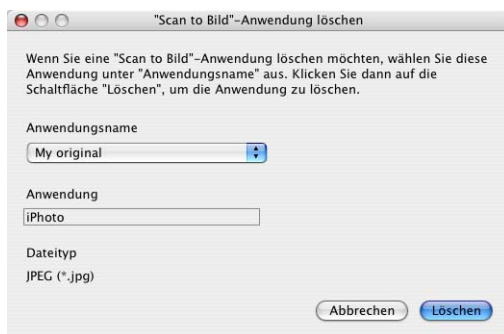 "Scan to Bild"-Anwendung löschen
Wenn Sie eine "Scan to Bild"-Anwendung löschen möchten, wählen Sie diese
Anwendung unter "Anwendungsname" aus. Klicken Sie dann auf die
Schaltfläche "Löschen", um die Anwendung zu löschen.
Anwendungsname
My original
Anwendung
iPhoto
Dateityp
JPEG (*.jpg)
Abbrechen Löschen